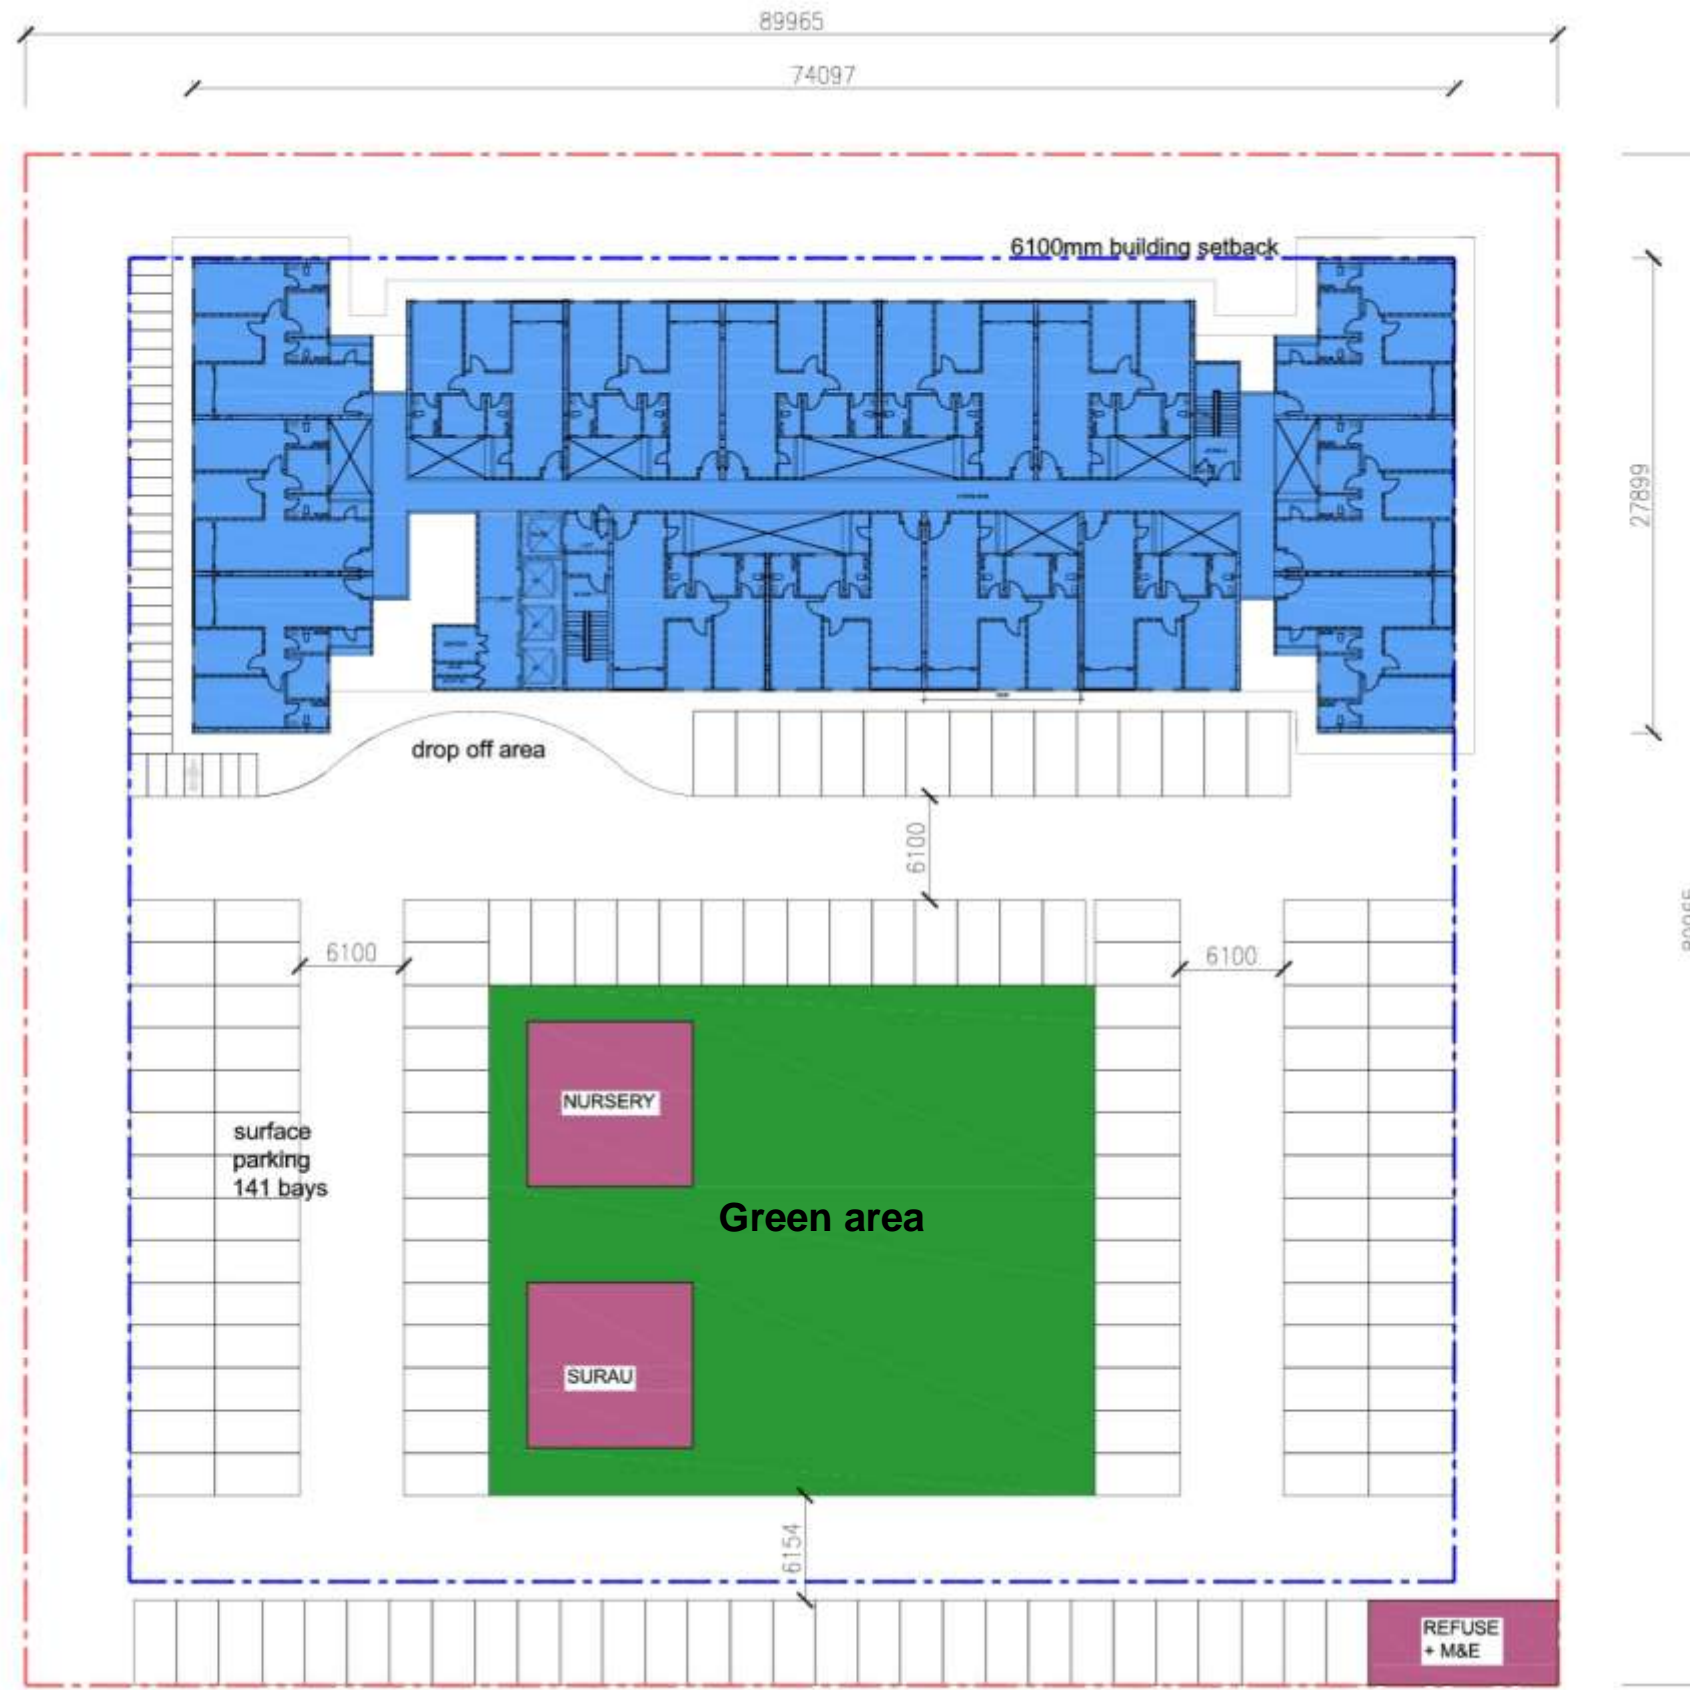 89965
74097
6100mm building setback
27899
drop off area
6100
6100
6100
surface
parking
141 bays
NURSERY
Green area
SURAU
6154
REFUSE
+ M&E